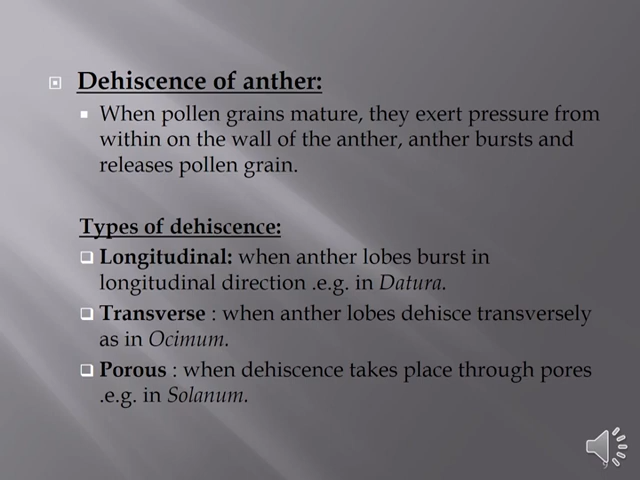 Dehiscence of anther:
When pollen grains mature, they exert pressure from
within on the wall of the anther, anther bursts and
releases pollen grain.
Types of dehiscence:
Longitudinal: when anther lobes burst in
longitudinal direction .e.g. in Datura.
Transverse : when anther lobes dehisce transversely
as in Ocimum.
Porous : when dehiscence takes place through pores
.e.g. in Solanum.